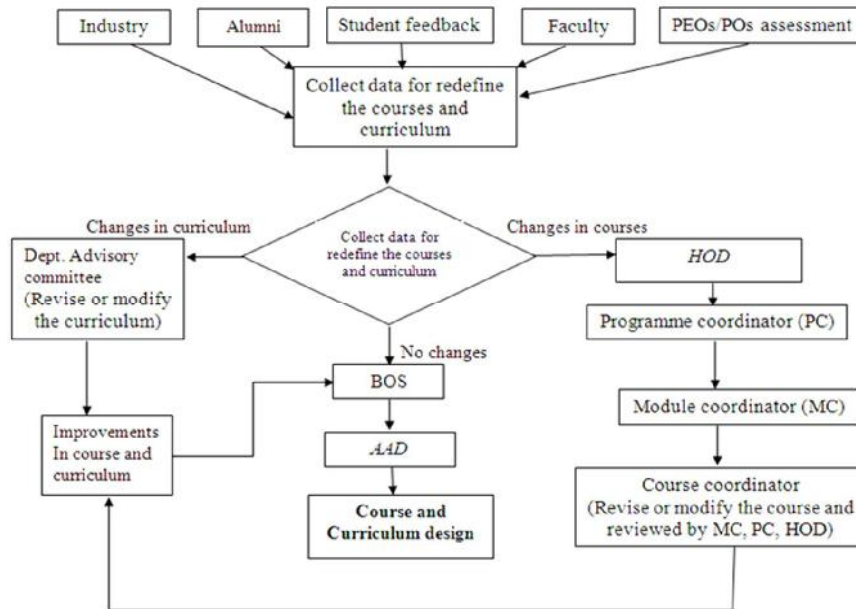 Industry
Alumni
Student feedback
Faculty
PEOs/POs assessment
Collect data for redefine
the courses and
curriculum
Changes in curriculum
Collect data for
redefine the courses
and curriculum
Changes in courses
Dept. Advisory
committee
(Revise or modify
the curriculum)
HOD
Programme coordinator (PC)
No changes
BOS
Module coordinator (MC)
Improvements
In course and
curriculum
AAD
Course coordinator
(Revise or modify the course and
reviewed by MC, PC, HOD)
Course and
Curriculum design